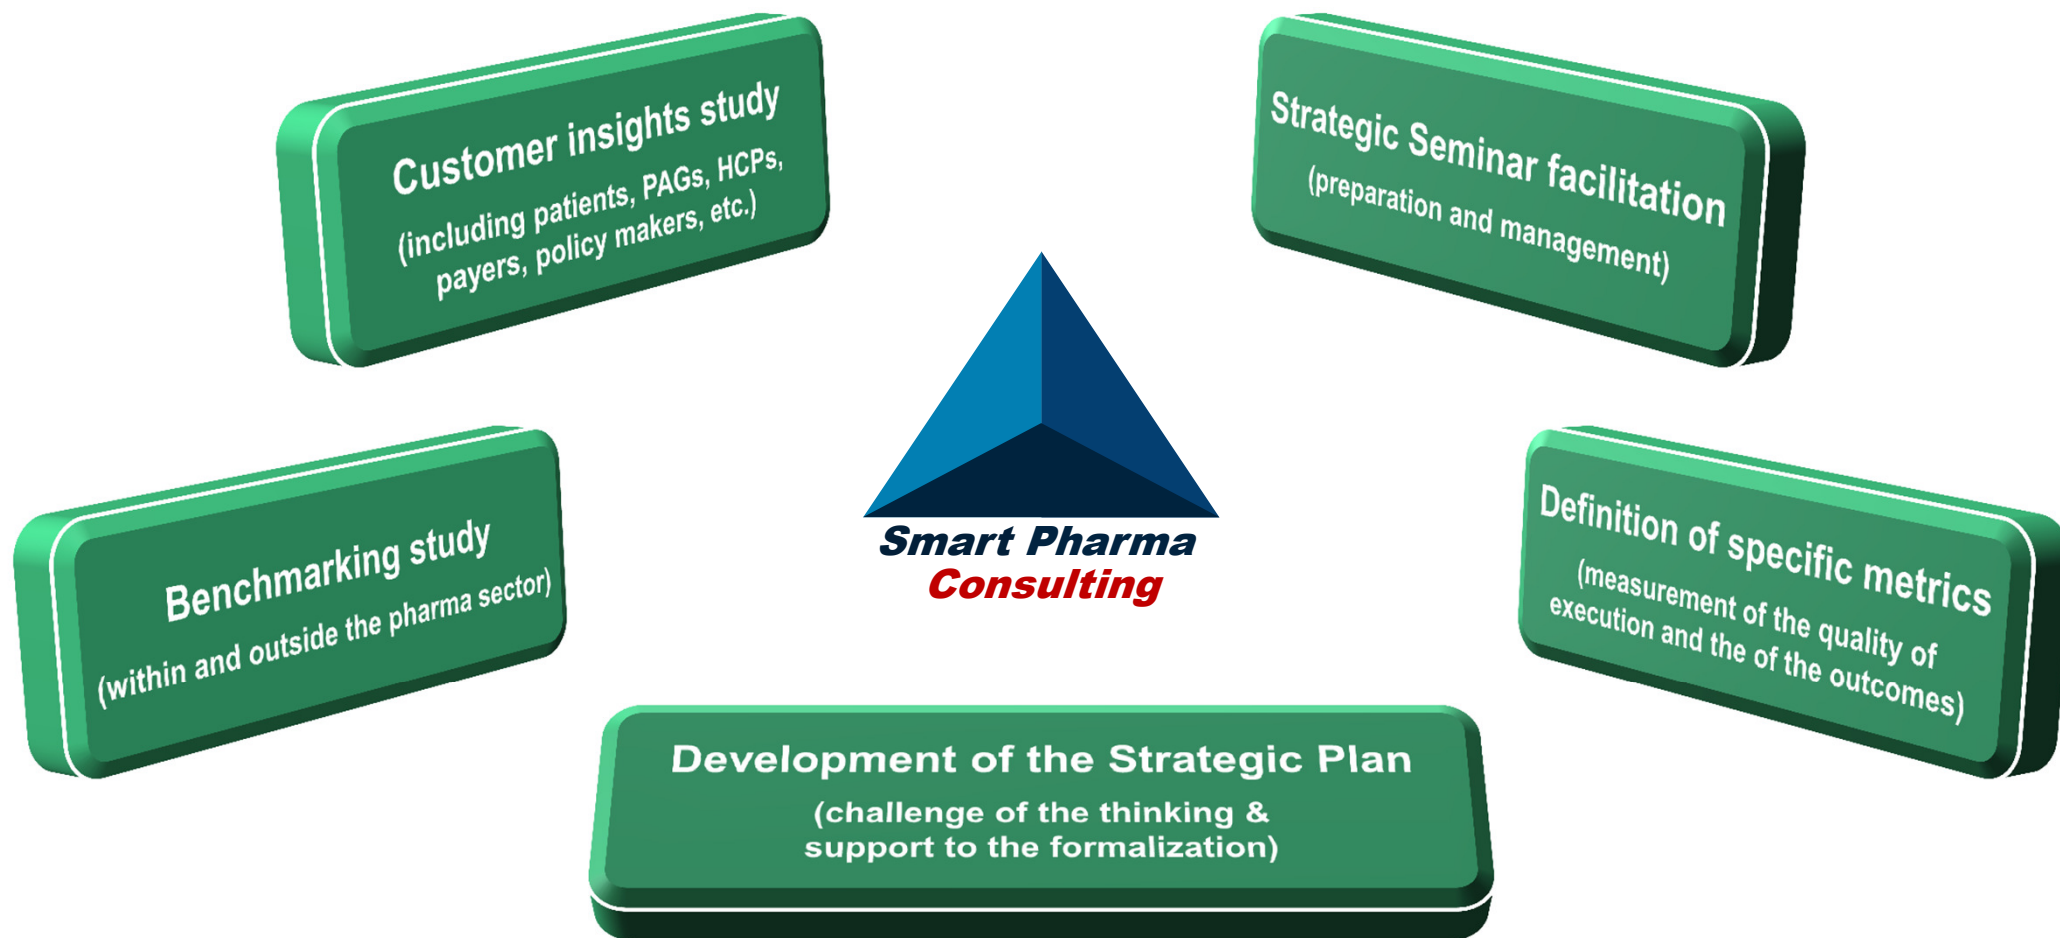 Customer insights study
(including patients, PAGs, HCPs,
payers, policy makers, etc.)
Strategic Seminar facilitation
(preparation and management)
Benchmarking study
(within and outside the pharma sector)
Smart Pharma
Consulting
Definition of specific metrics
(measurement of the quality of
execution and the of the outcomes)
Development of the Strategic Plan
(challenge of the thinking &
support to the formalization)